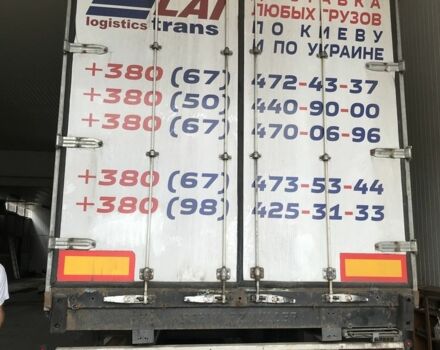 LAT
logistics trans
ЛЮБЫХ ГРУЗОВ
ПО КИЕВУ
И ПО УКРАИНЕ
+380 (67) 472-43-37
+380 (50) 440-90-00
+380 (67) 470-06-96
+380 (67) 473-53-44
+380 (98) 425-31-33